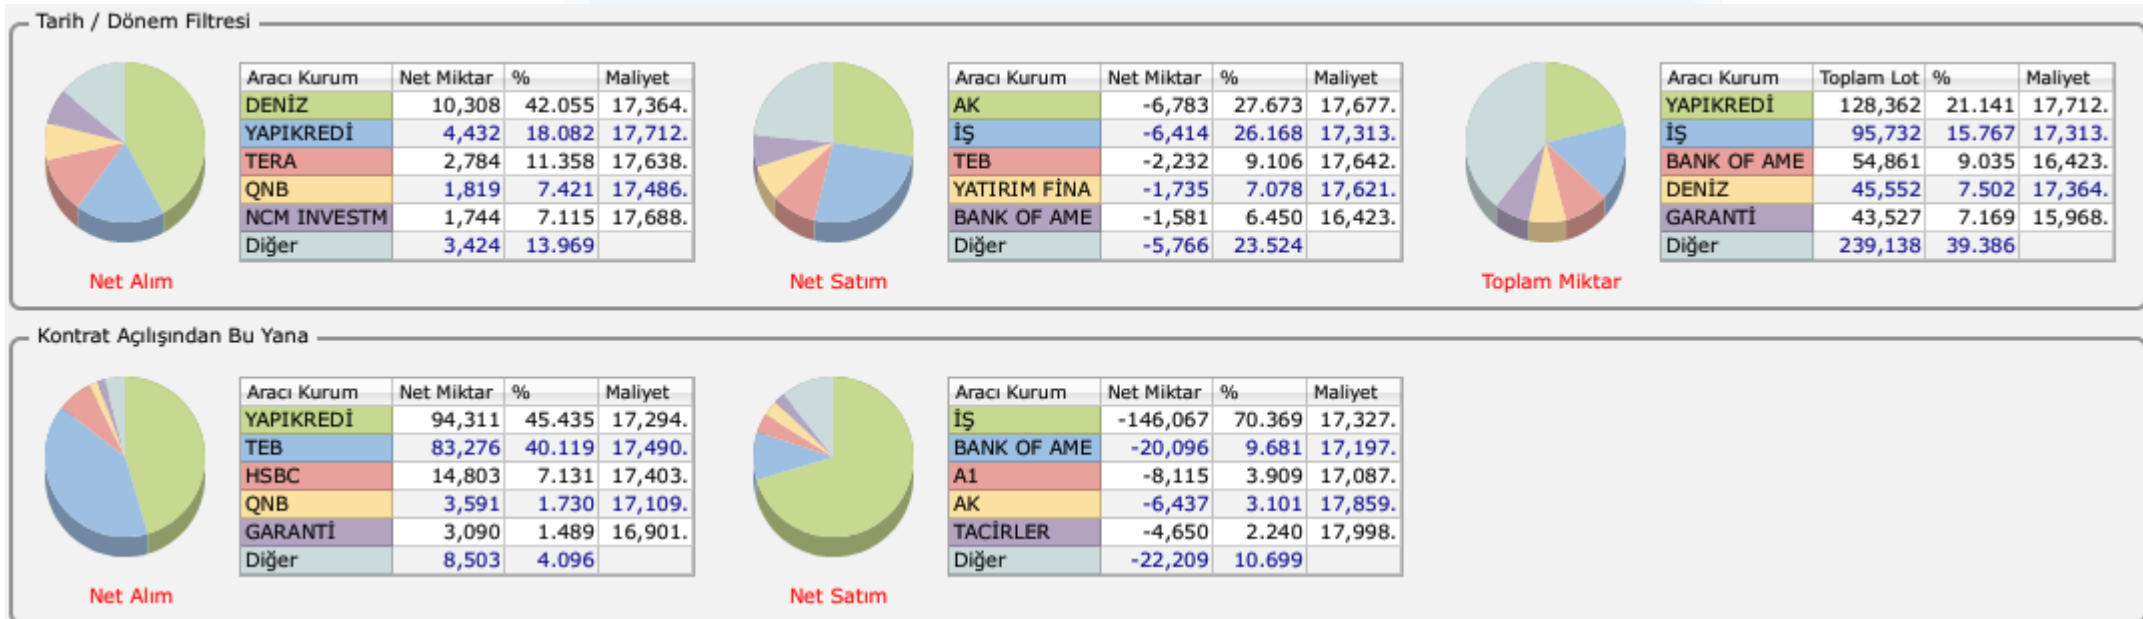 Tarih / Dönem Filtresi
Aracı Kurum Net Miktar % Maliyet
DENİZ 10,308 42.055 17,364.
YAPIKREDİ 4,432 18.082 17,712.
TERA 2,784 11.358 17,638.
QNB 1,819 7.421 17,486.
NCM INVESTM 1,744 7.115 17,688.
Diğer 3,424 13.969
Net Alım
Aracı Kurum Net Miktar % Maliyet
AK -6,783 27.673 17,677.
İŞ -6,414 26.168 17,313.
TEB -2,232 9.106 17,642.
YATIRIM FİNA -1,735 7.078 17,621.
BANK OF AME -1,581 6.450 16,423.
Diğer -5,766 23.524
Net Satım
Aracı Kurum Toplam Lot % Maliyet
YAPIKREDİ 128,362 21.141 17,712.
İŞ 95,732 15.767 17,313.
BANK OF AME 54,861 9.035 16,423.
DENİZ 45,552 7.502 17,364.
GARANTİ 43,527 7.169 15,968.
Diğer 239,138 39.386
Toplam Miktar
Kontrat Açılışından Bu Yana
Aracı Kurum Net Miktar % Maliyet
YAPIKREDİ 94,311 45.435 17,294.
TEB 83,276 40.119 17,490.
HSBC 14,803 7.131 17,403.
QNB 3,591 1.730 17,109.
GARANTİ 3,090 1.489 16,901.
Diğer 8,503 4.096
Net Alım
Aracı Kurum Net Miktar % Maliyet
İŞ -146,067 70.369 17,327.
BANK OF AME -20,096 9.681 17,197.
A1 -8,115 3.909 17,087.
AK -6,437 3.101 17,859.
TACİRLER -4,650 2.240 17,998.
Diğer -22,209 10.699
Net Satım